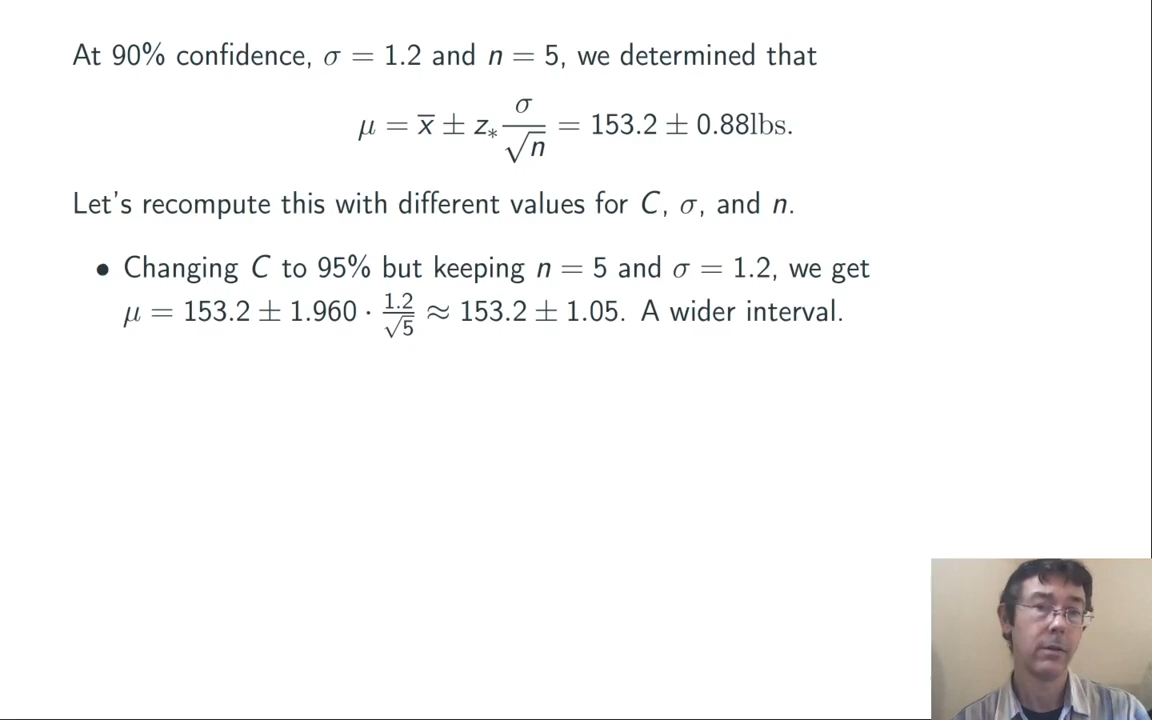 At 90% confidence, σ = 1.2 and n = 5, we determined that
μ = x̅ ± z* σ/√n = 153.2 ± 0.88lbs.
Let's recompute this with different values for C, σ, and n.
• Changing C to 95% but keeping n = 5 and σ = 1.2, we get
μ = 153.2 ± 1.960 · 1.2/√5 ≈ 153.2 ± 1.05. A wider interval.